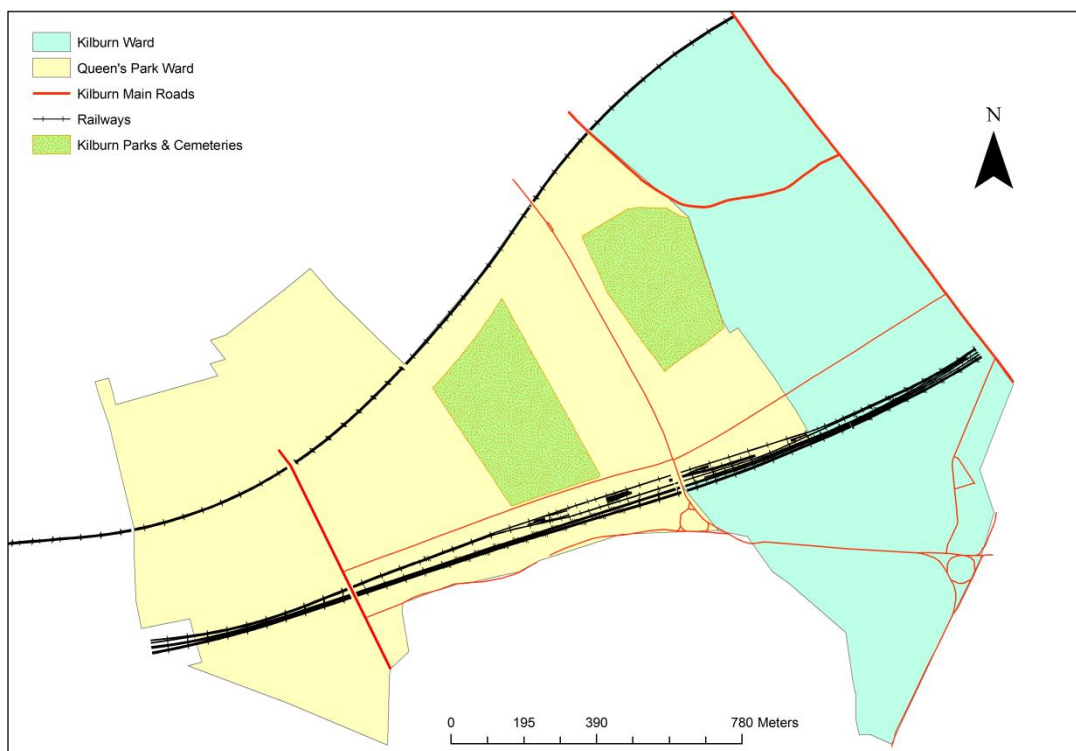 Kilburn Ward
Queen's Park Ward
Kilburn Main Roads
Railways
Kilburn Parks & Cemeteries
N
0 195 390 780 Meters